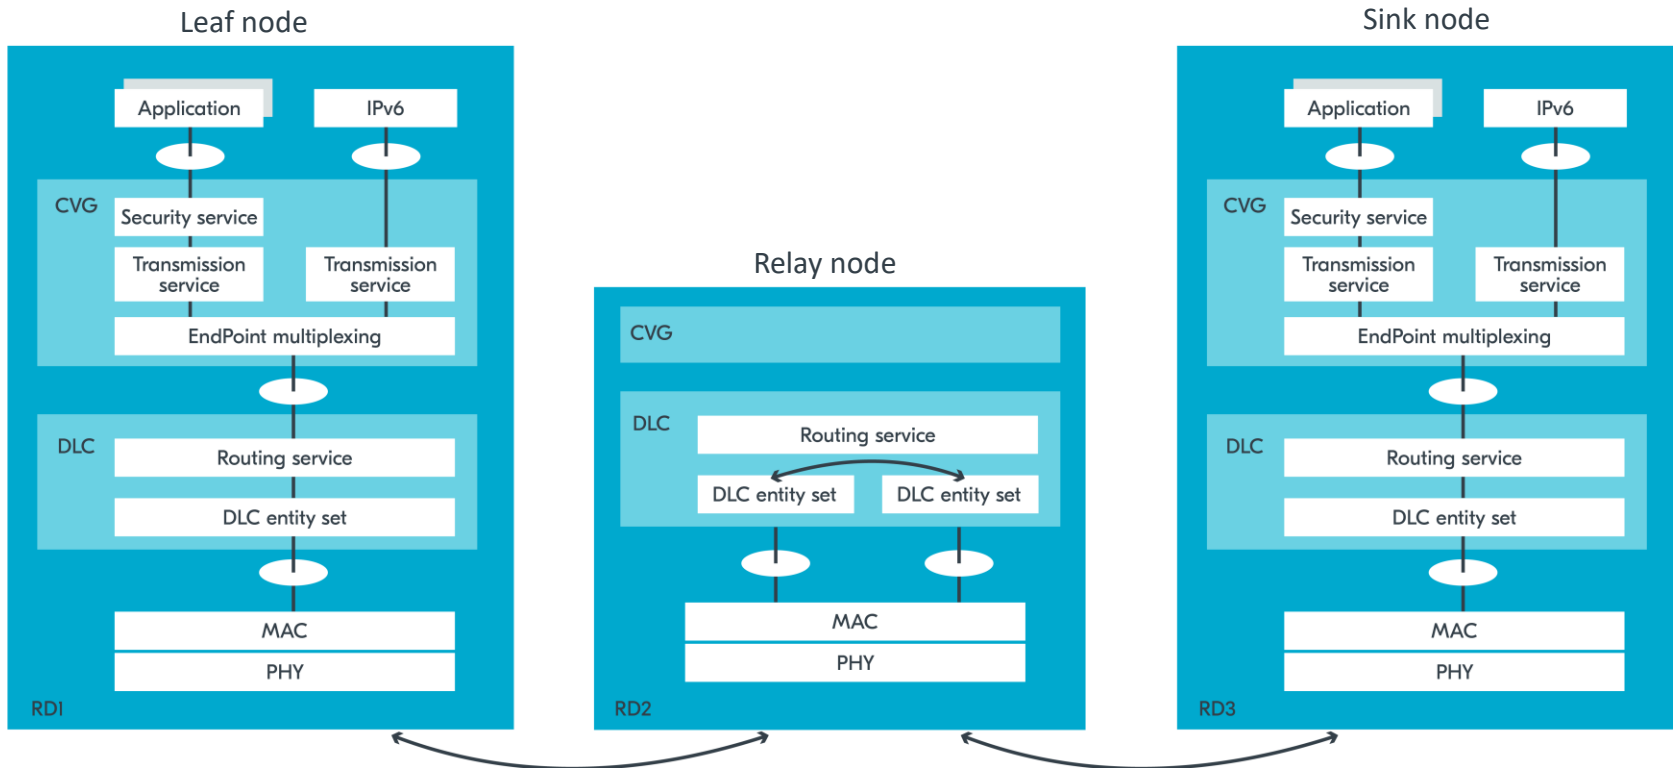 Leaf node
Application
IPv6
CVG
Security service
Transmission
service
Transmission
service
EndPoint multiplexing
DLC
Routing service
DLC entity set
MAC
PHY
RD1
Relay node
CVG
DLC
Routing service
DLC entity set
DLC entity set
MAC
PHY
RD2
Sink node
Application
IPv6
CVG
Security service
Transmission
service
Transmission
service
EndPoint multiplexing
DLC
Routing service
DLC entity set
MAC
PHY
RD3